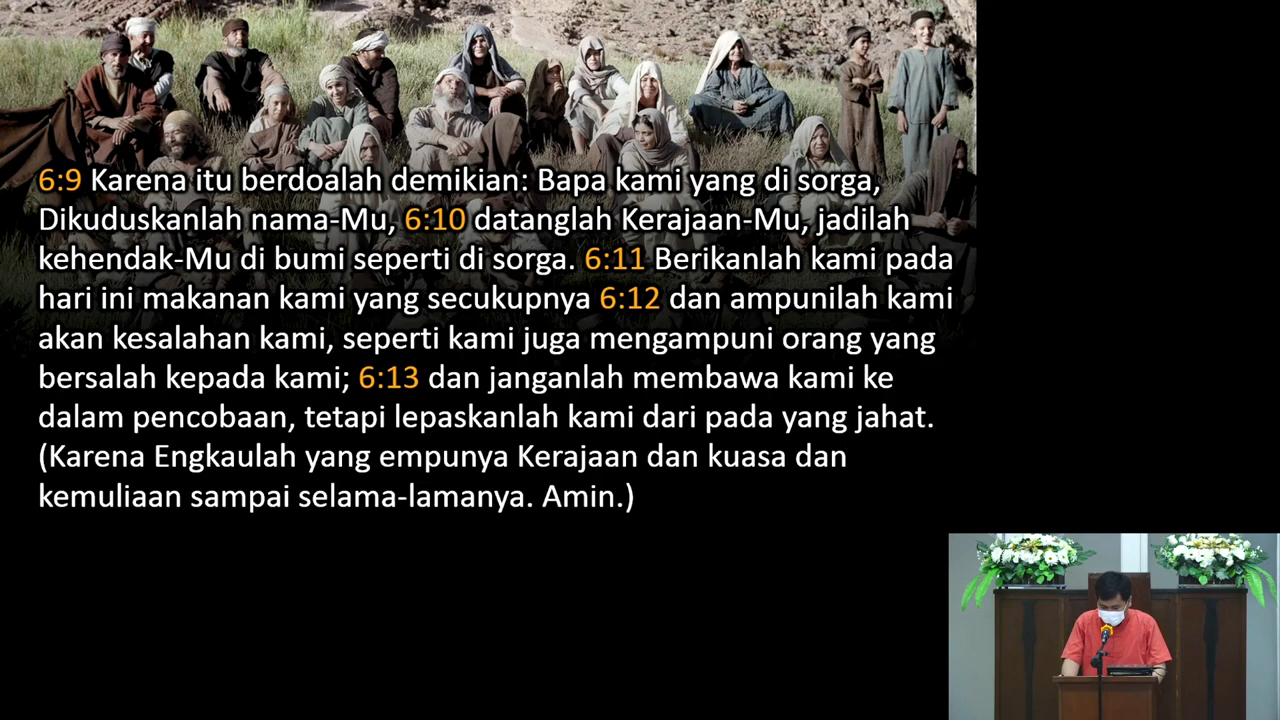 6:9 Karena itu berdoalah demikian: Bapa kami yang di sorga,
Dikuduskanlah nama-Mu, 6:10 datanglah Kerajaan-Mu, jadilah
kehendak-Mu di bumi seperti di sorga. 6:11 Berikanlah kami pada
hari ini makanan kami yang secukupnya 6:12 dan ampunilah kami
akan kesalahan kami, seperti kami juga mengampuni orang yang
bersalah kepada kami; 6:13 dan janganlah membawa kami ke
dalam pencobaan, tetapi lepaskanlah kami dari pada yang jahat.
(Karena Engkaulah yang empunya Kerajaan dan kuasa dan
kemuliaan sampai selama-lamanya. Amin.)